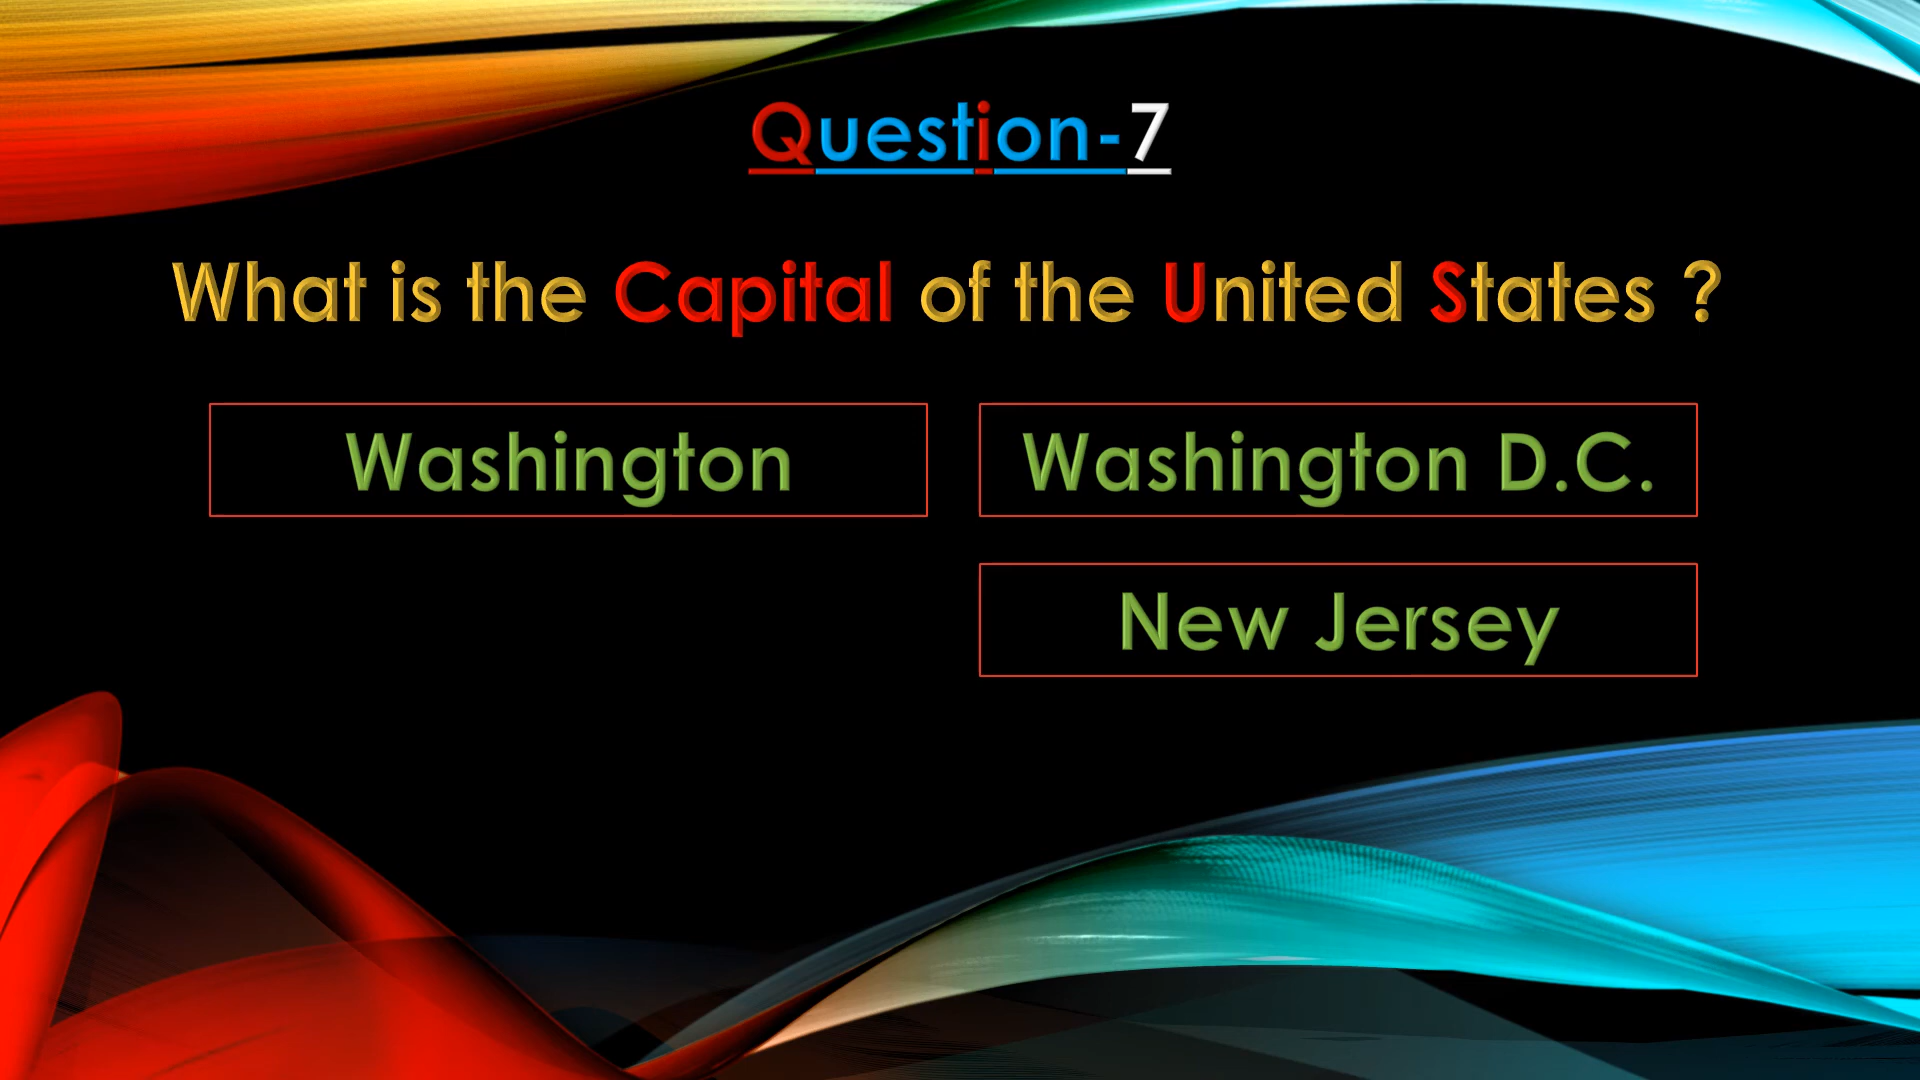 Question-7
What is the Capital of the United States ?
Washington
Washington D.C.
New Jersey